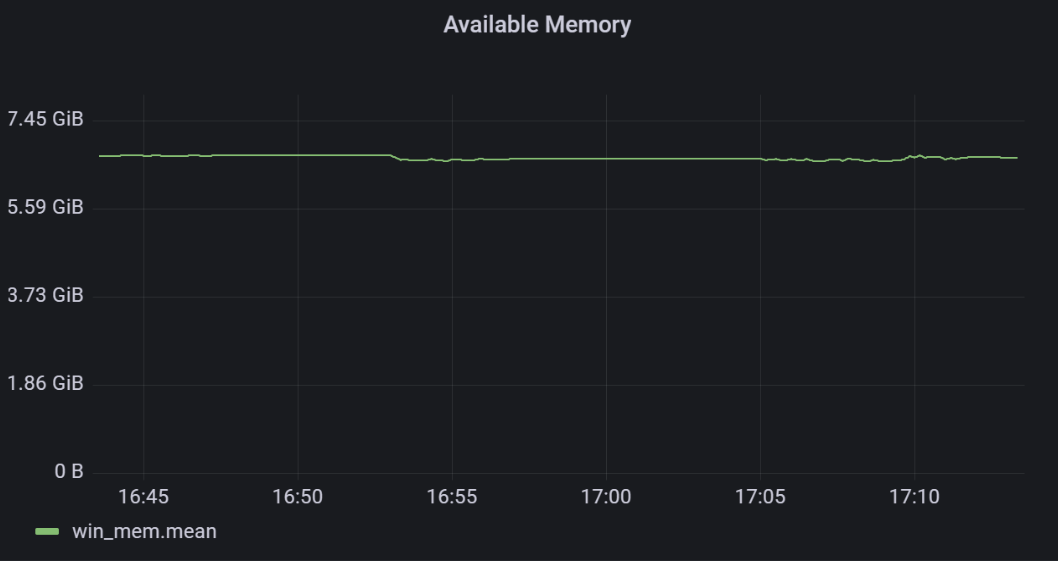 Available Memory
7.45 GiB
5.59 GiB
3.73 GiB
1.86 GiB
0 B
16:45 16:50 16:55 17:00 17:05 17:10
win_mem.mean